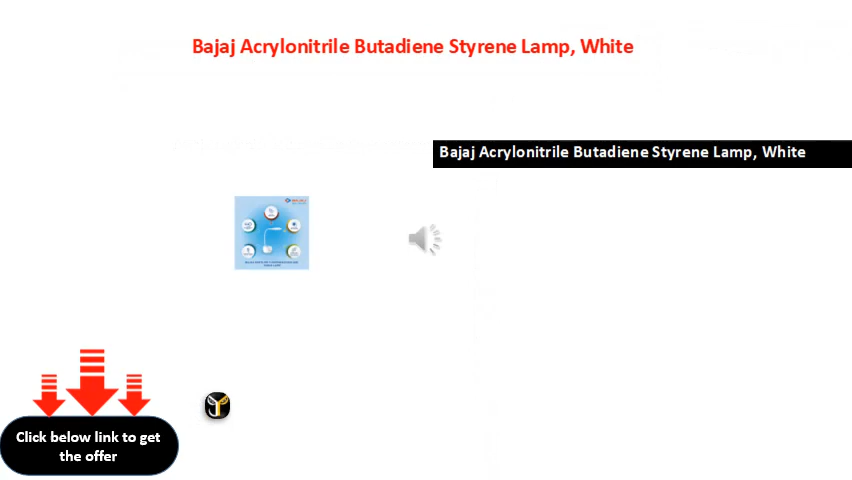 Bajaj Acrylonitrile Butadiene Styrene Lamp, White
Bajaj Acrylonitrile Butadiene Styrene Lamp, White
Click below link to get
the offer